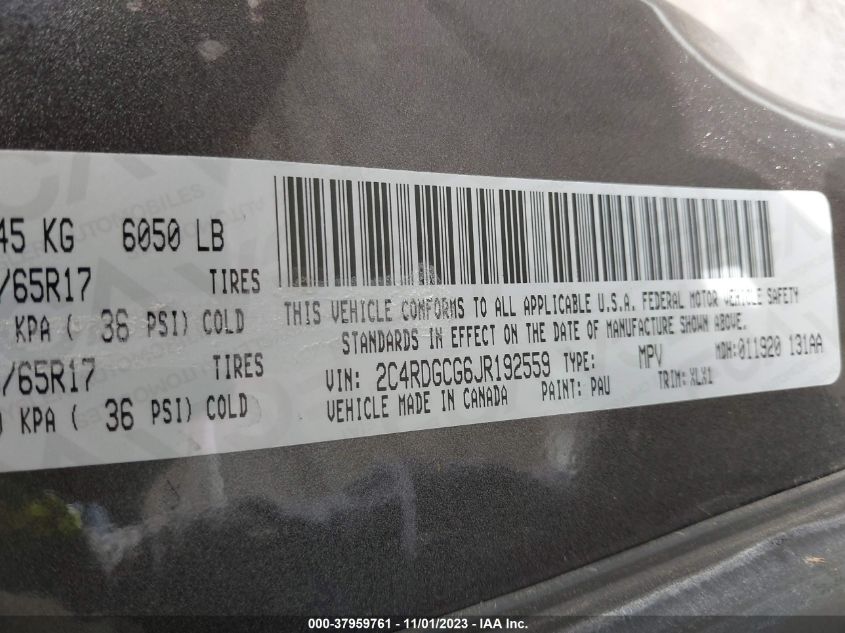 45 KG 6050 LB
/65R17 TIRES
KPA ( 36 PSI) COLD
/65R17 TIRES
KPA ( 36 PSI) COLD
THIS VEHICLE CONFORMS TO ALL APPLICABLE U.S.A. FEDERAL MOTOR VEHICLE SAFETY
STANDARDS IN EFFECT ON THE DATE OF MANUFACTURE SHOWN ABOVE.
VIN: 2C4RDGCG6JR192559 TYPE: MPV MDH:011920 131AA
VEHICLE MADE IN CANADA PAINT: PAU TRIM: XLX1
000-37959761 - 11/01/2023 - IAA Inc.